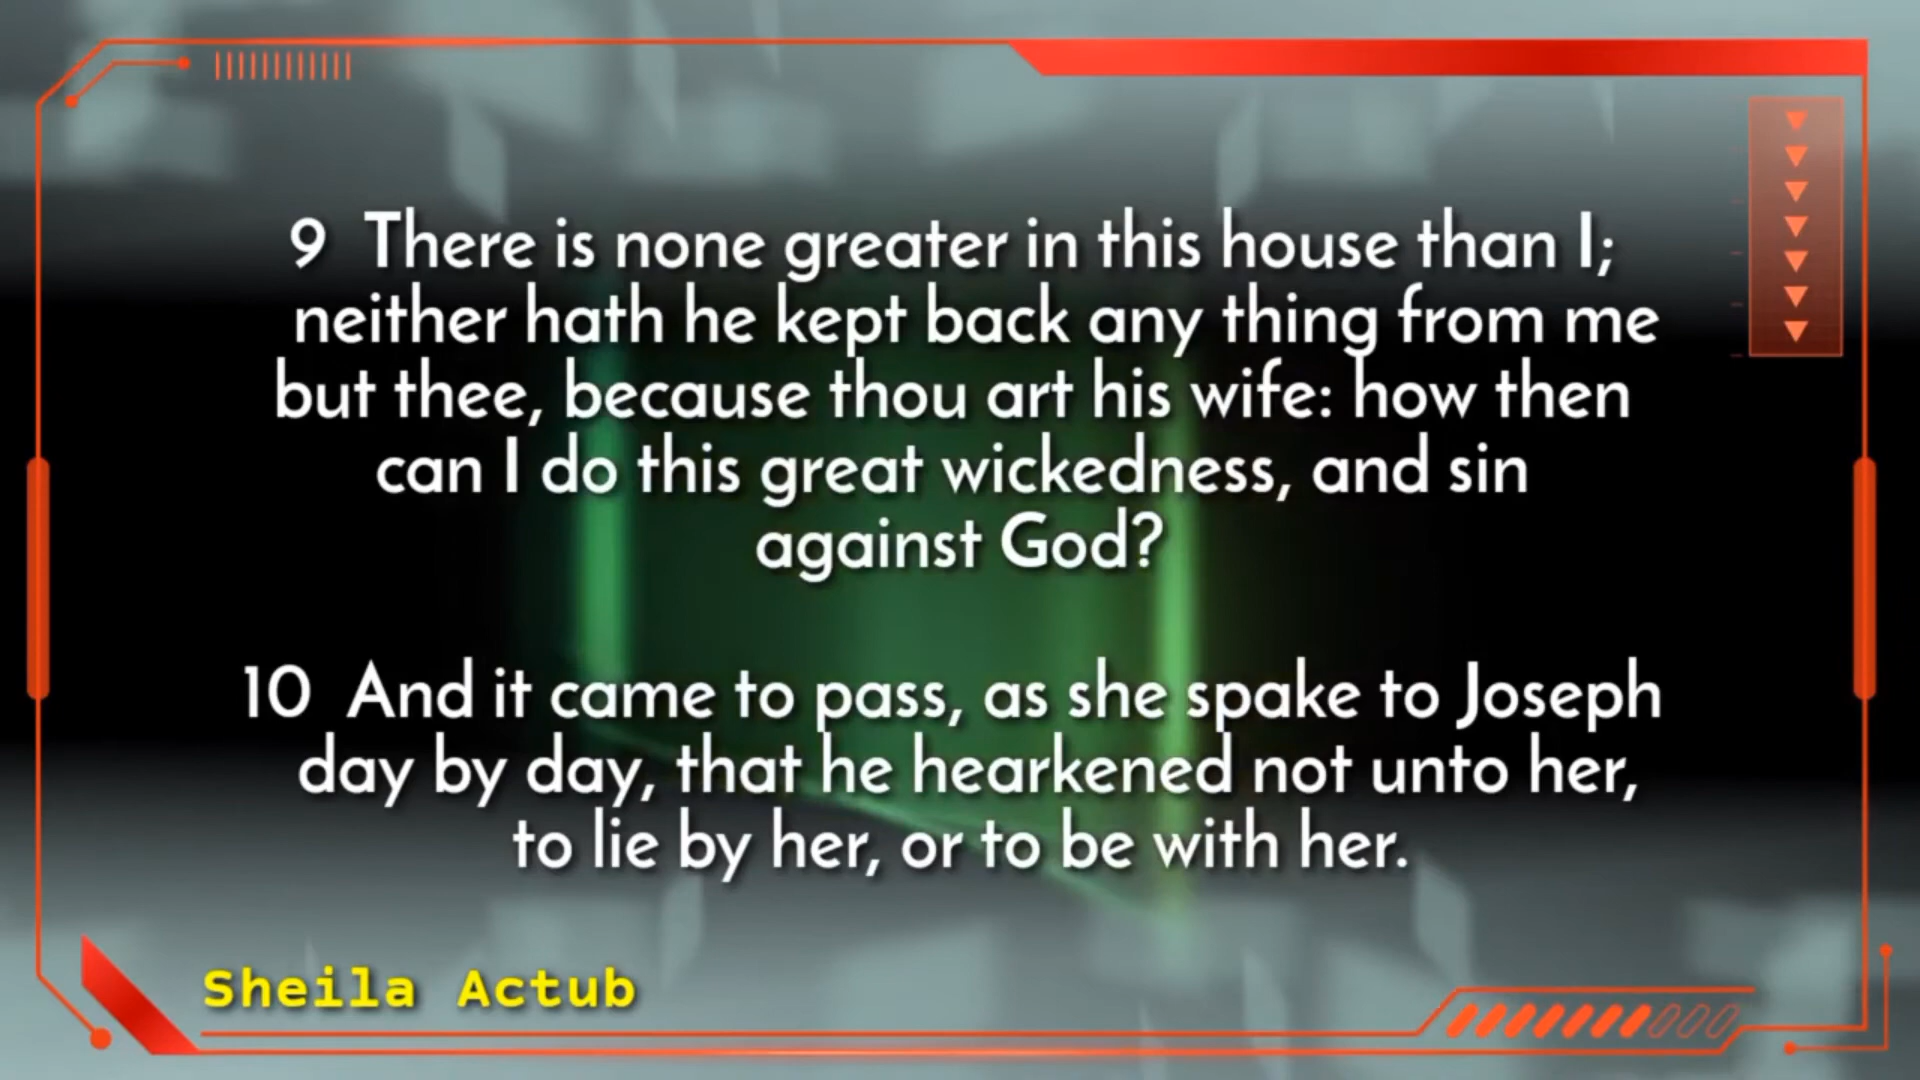 9 There is none greater in this house than I;
neither hath he kept back any thing from me
but thee, because thou art his wife: how then
can I do this great wickedness, and sin
against God?
10 And it came to pass, as she spake to Joseph
day by day, that he hearkened not unto her,
to lie by her, or to be with her.
Sheila Actub